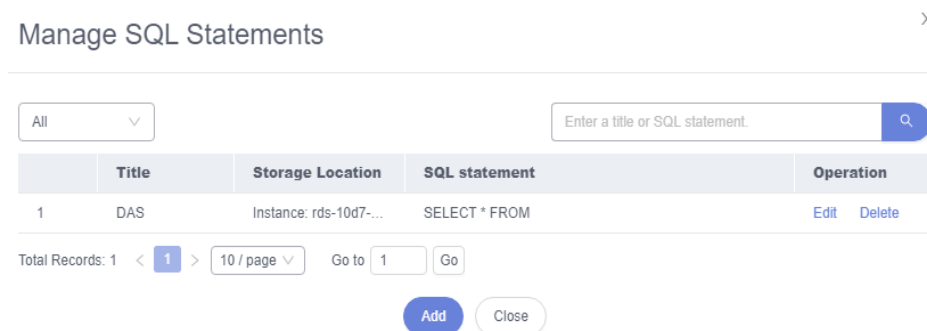 Manage SQL Statements
All
Enter a title or SQL statement.
Title Storage Location SQL statement Operation
1 DAS Instance: rds-10d7-... SELECT * FROM Edit Delete
Total Records: 1 < 1 > 10 / page Go to 1 Go
Add Close